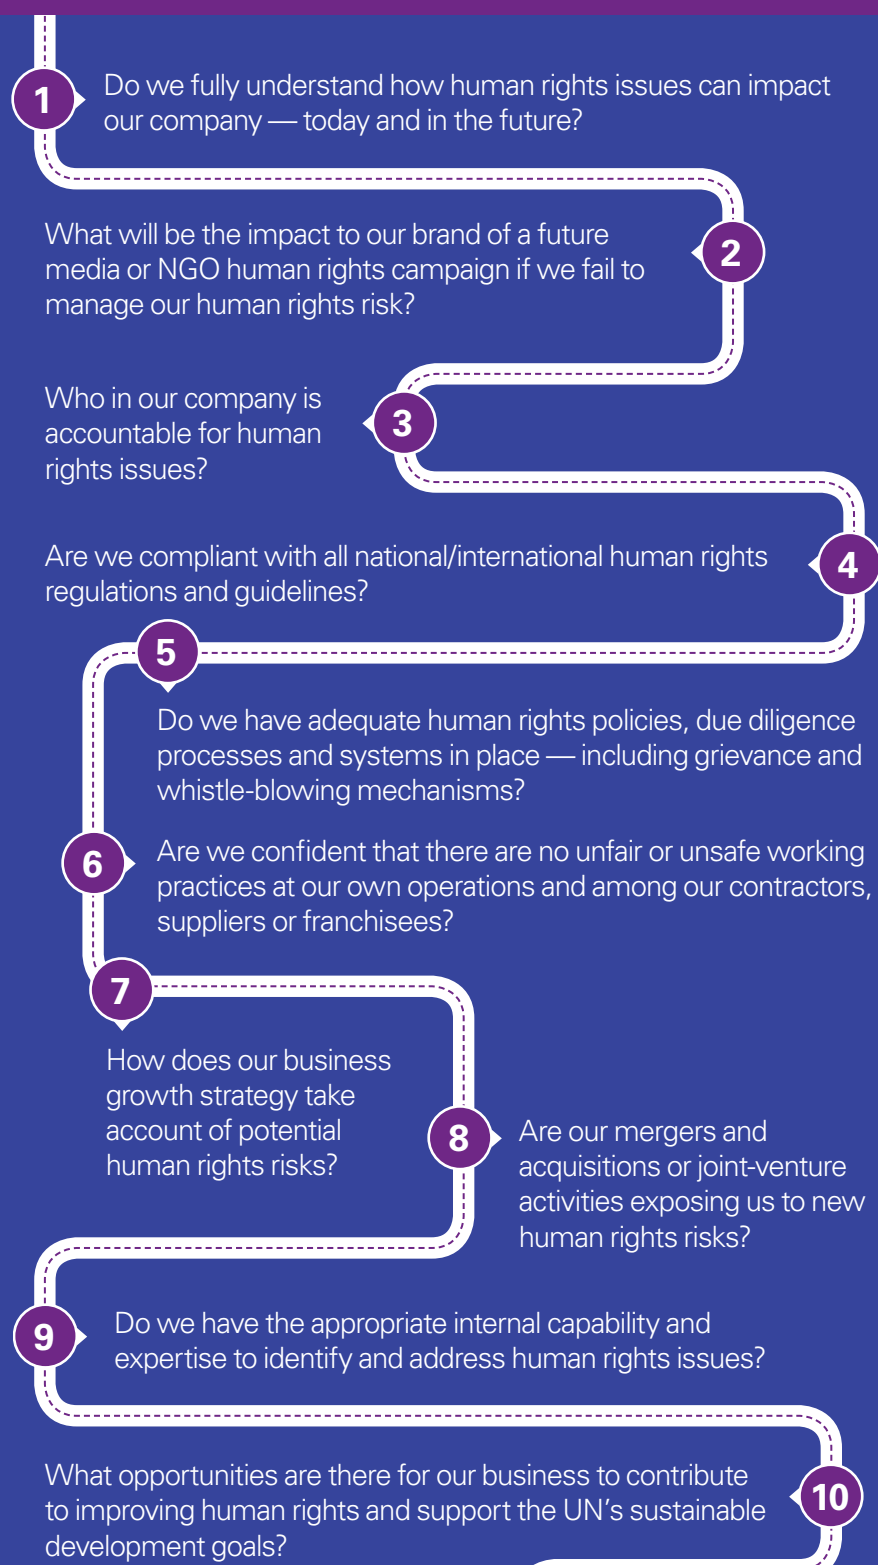 1
Do we fully understand how human rights issues can impact
our company — today and in the future?
2
What will be the impact to our brand of a future
media or NGO human rights campaign if we fail to
manage our human rights risk?
3
Who in our company is
accountable for human
rights issues?
4
Are we compliant with all national/international human rights
regulations and guidelines?
5
Do we have adequate human rights policies, due diligence
processes and systems in place — including grievance and
whistle-blowing mechanisms?
6
Are we confident that there are no unfair or unsafe working
practices at our own operations and among our contractors,
suppliers or franchisees?
7
How does our business
growth strategy take
account of potential
human rights risks?
8
Are our mergers and
acquisitions or joint-venture
activities exposing us to new
human rights risks?
9
Do we have the appropriate internal capability and
expertise to identify and address human rights issues?
10
What opportunities are there for our business to contribute
to improving human rights and support the UN's sustainable
development goals?